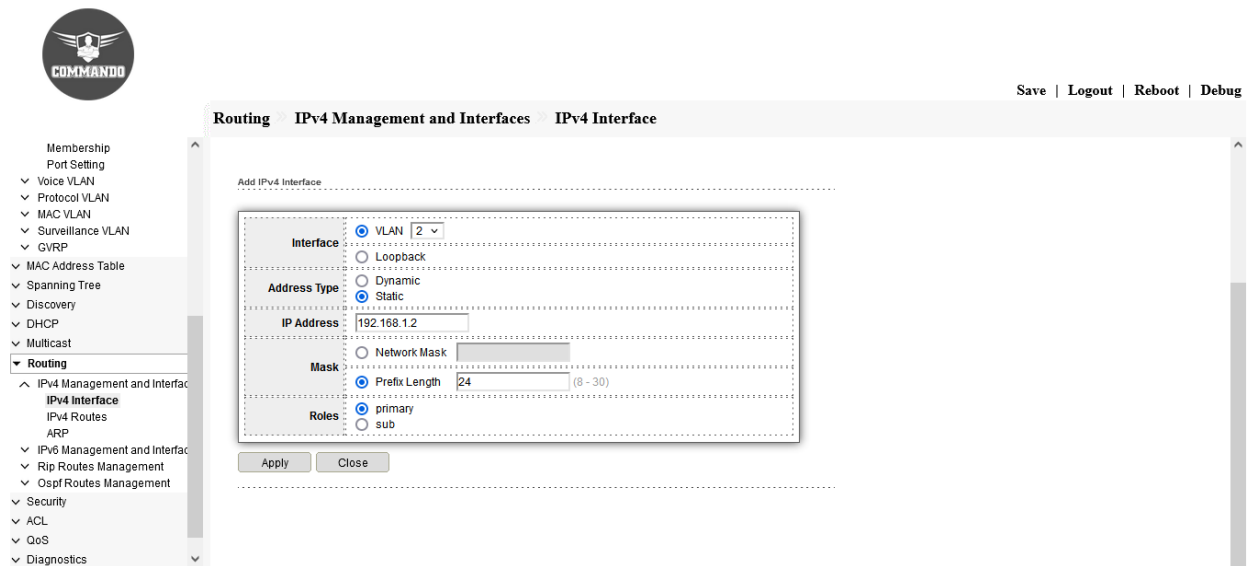 COMMANDO
Save | Logout | Reboot | Debug
Routing » IPv4 Management and Interfaces » IPv4 Interface
Membership
Port Setting
Voice VLAN
Protocol VLAN
MAC VLAN
Surveillance VLAN
GVRP
MAC Address Table
Spanning Tree
Discovery
DHCP
Multicast
Routing
IPv4 Management and Interfac
IPv4 Interface
IPv4 Routes
ARP
IPv6 Management and Interfac
Rip Routes Management
Ospf Routes Management
Security
ACL
QoS
Diagnostics
Add IPv4 Interface
Interface
VLAN 2
Loopback
Address Type
Dynamic
Static
IP Address 192.168.1.2
Mask
Network Mask
Prefix Length 24 (8 - 30)
Roles
primary
sub
Apply Close